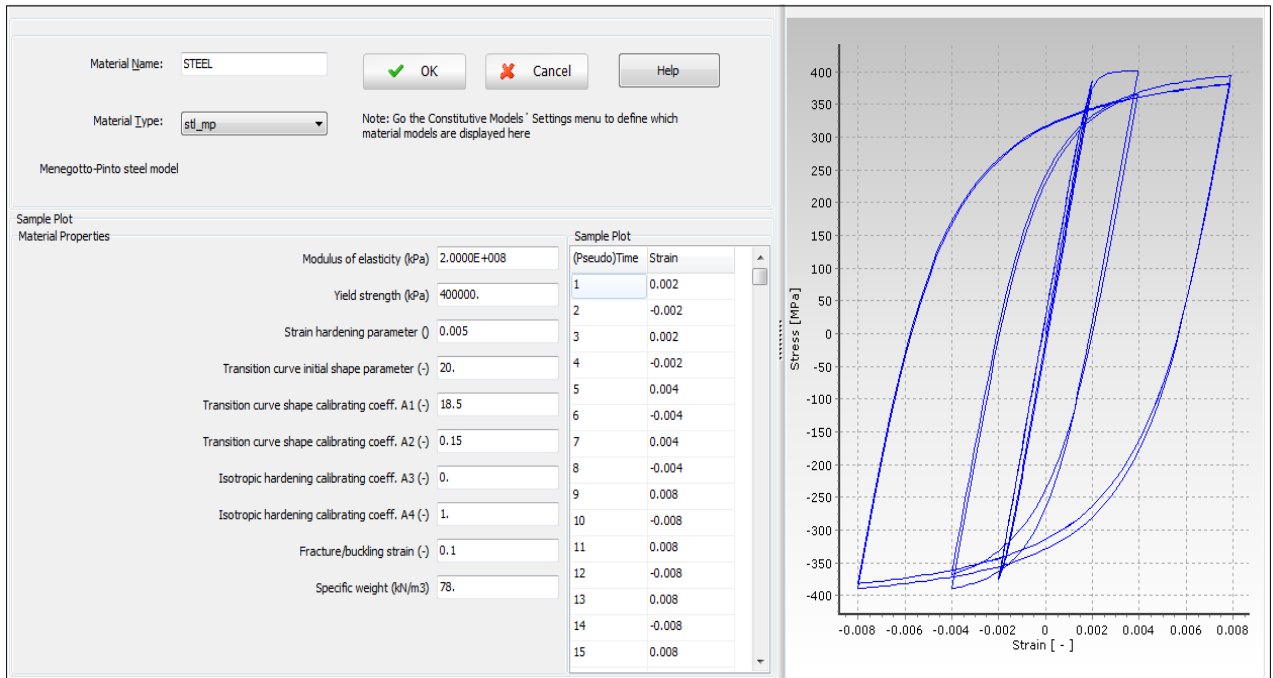 Material Name:
STEEL
OK
Cancel
Help
Material Type:
stl_mp
Note: Go the Constitutive Models´ Settings menu to define which
material models are displayed here
Menegotto-Pinto steel model
Sample Plot
Material Properties
Modulus of elasticity (kPa) 2.0000E+008
Yield strength (kPa) 400000.
Strain hardening parameter () 0.005
Transition curve initial shape parameter (-) 20.
Transition curve shape calibrating coeff. A1 (-) 18.5
Transition curve shape calibrating coeff. A2 (-) 0.15
Isotropic hardening calibrating coeff. A3 (-) 0.
Isotropic hardening calibrating coeff. A4 (-) 1.
Fracture/buckling strain (-) 0.1
Specific weight (kN/m3) 78.
Sample Plot
(Pseudo)Time Strain
1 0.002
2 -0.002
3 0.002
4 -0.002
5 0.004
6 -0.004
7 0.004
8 -0.004
9 0.008
10 -0.008
11 0.008
12 -0.008
13 0.008
14 -0.008
15 0.008
Stress [MPa]
400
350
300
250
200
150
100
50
0
-50
-100
-150
-200
-250
-300
-350
-400
-0.008 -0.006 -0.004 -0.002 0 0.002 0.004 0.006 0.008
Strain [ - ]